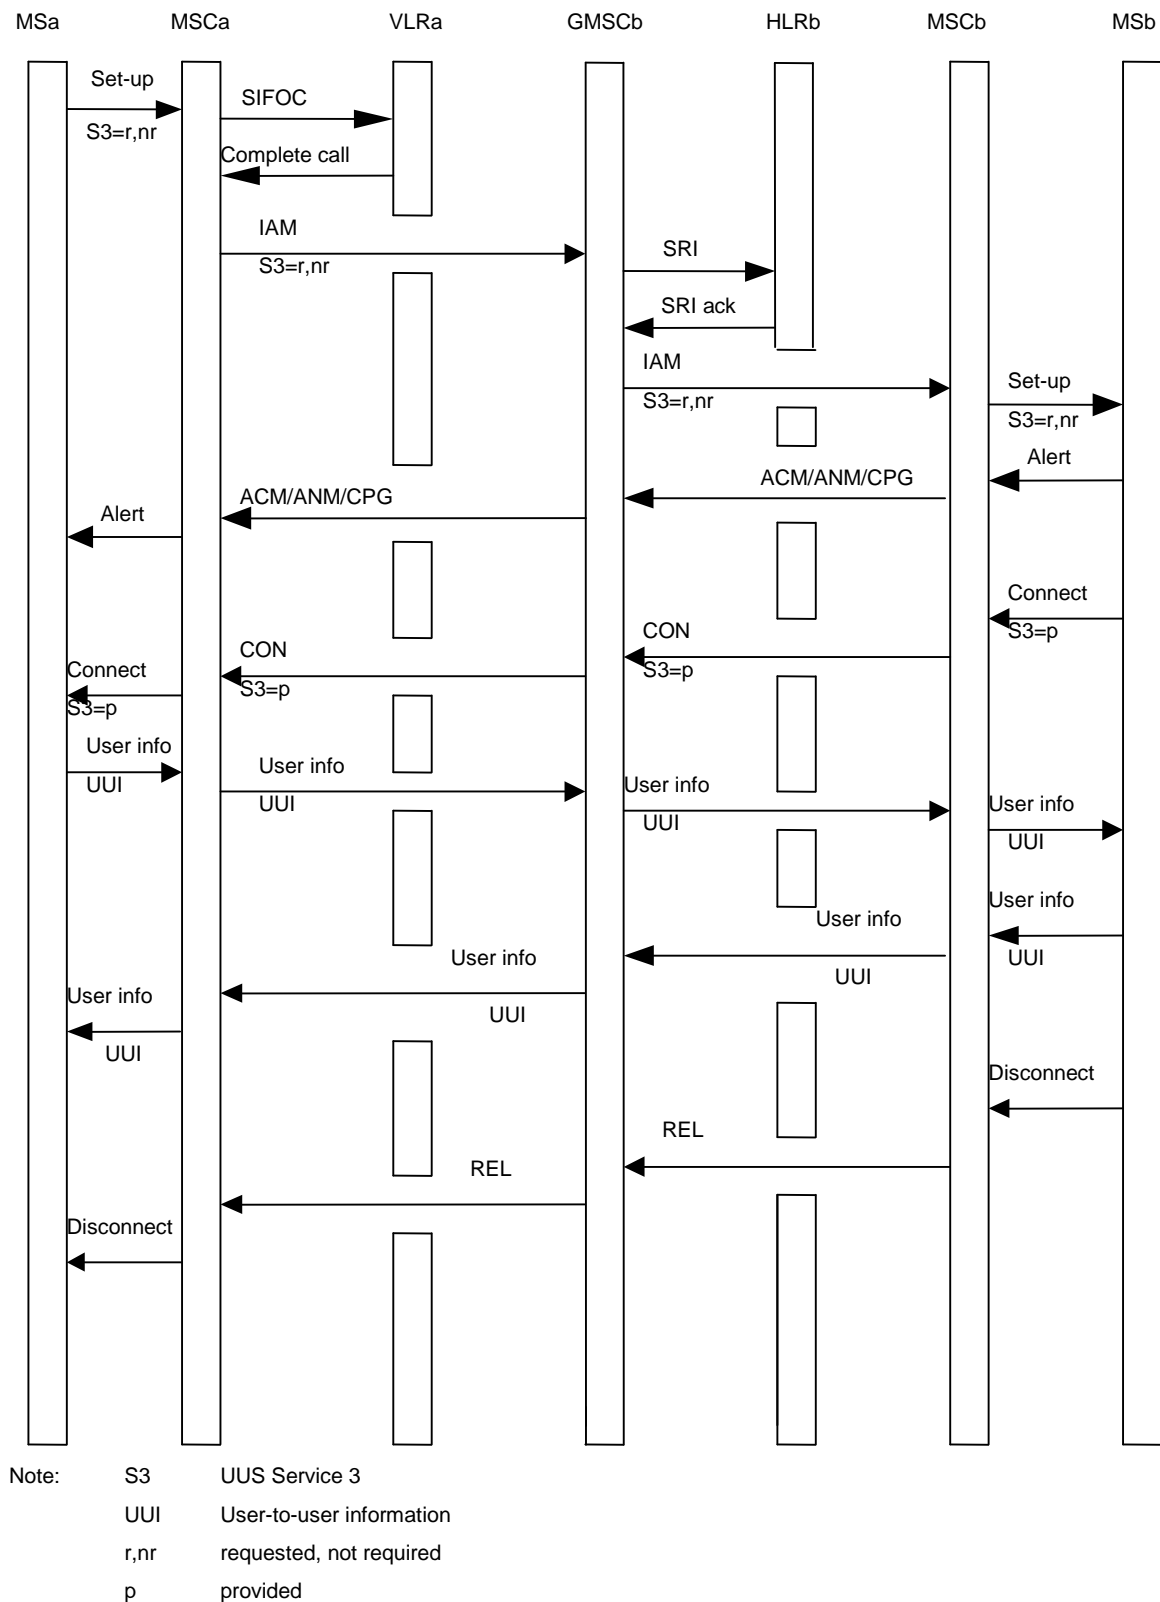 MSa MSCa VLRa GMSCb HLRb MSCb MSb
Set-up
S3=r,nr
SIFOC
Complete call
IAM
S3=r,nr
SRI
SRI ack
IAM
S3=r,nr
Set-up
S3=r,nr
Alert
ACM/ANM/CPG
ACM/ANM/CPG
Alert
Connect
S3=p
CON
S3=p
CON
S3=p
Connect
S3=p
User info
UUI
User info
UUI
User info
UUI
User info
UUI
User info
UUI
User info
UUI
User info
UUI
User info
UUI
Disconnect
REL
REL
Disconnect
Note: S3 UUS Service 3
UUI User-to-user information
r,nr requested, not required
p provided